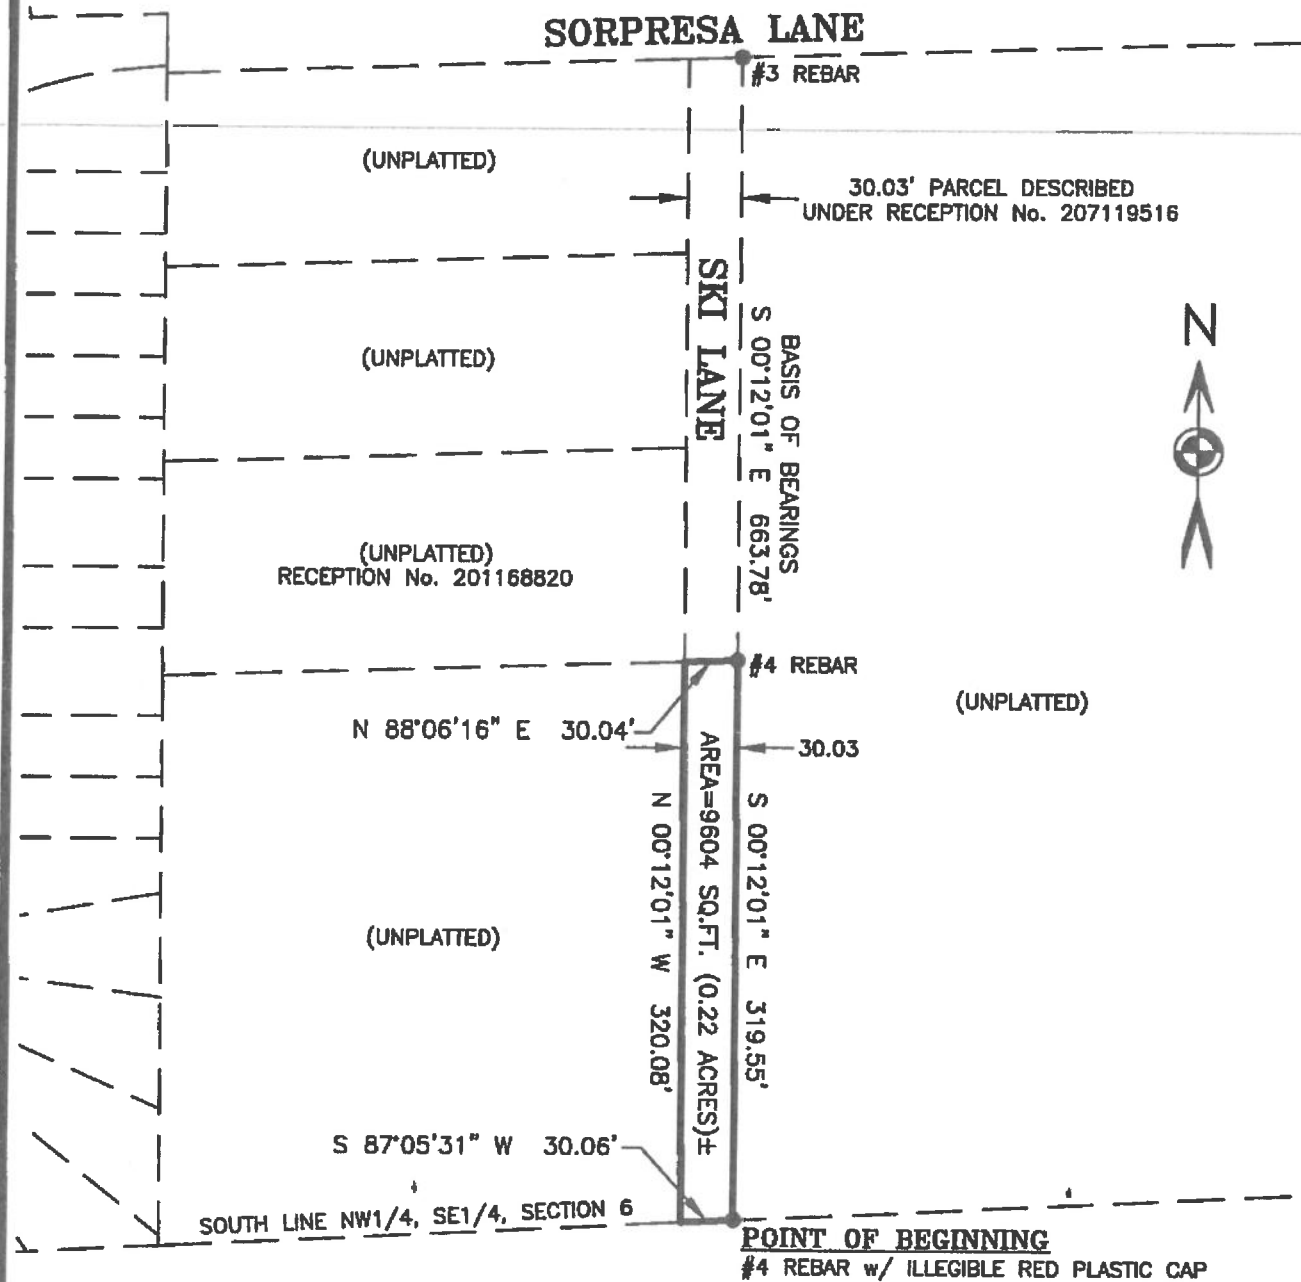 SORPRESA LANE
#3 REBAR
(UNPLATTED)
30.03' PARCEL DESCRIBED
UNDER RECEPTION No. 207119516
SKI LANE
BASIS OF BEARINGS
S 00°12'01" E 663.78'
N
(UNPLATTED)
(UNPLATTED)
RECEPTION No. 201168820
#4 REBAR
(UNPLATTED)
N 88°06'16" E 30.04'
30.03
AREA=9604 SQ.FT. (0.22 ACRES)±
N 00°12'01" W 320.08'
S 00°12'01" E 319.55'
(UNPLATTED)
S 87°05'31" W 30.06'
SOUTH LINE NW1/4, SE1/4, SECTION 6
POINT OF BEGINNING
#4 REBAR w/ ILLEGIBLE RED PLASTIC CAP